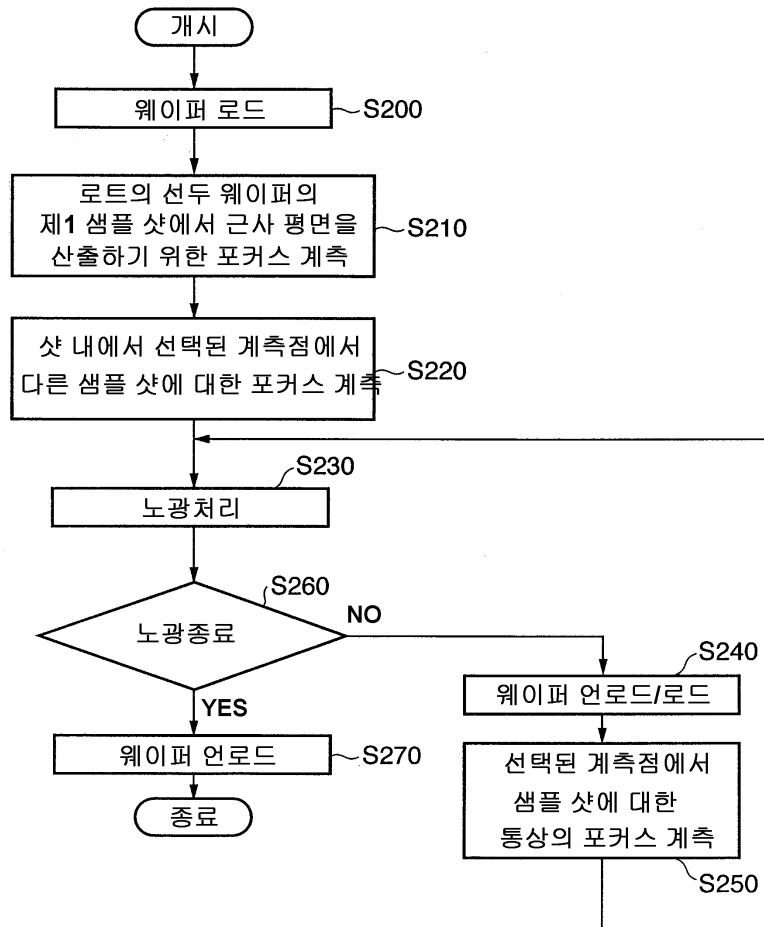 개시
웨이퍼 로드
S200
로트의 선두 웨이퍼의
제1 샘플 샷에서 근사 평면을
산출하기 위한 포커스 계측
S210
샷 내에서 선택된 계측점에서
다른 샘플 샷에 대한 포커스 계측
S220
S230
노광처리
S260
노광종료
NO
YES
S240
웨이퍼 언로드/로드
웨이퍼 언로드
S270
선택된 계측점에서
샘플 샷에 대한
통상의 포커스 계측
S250
종료